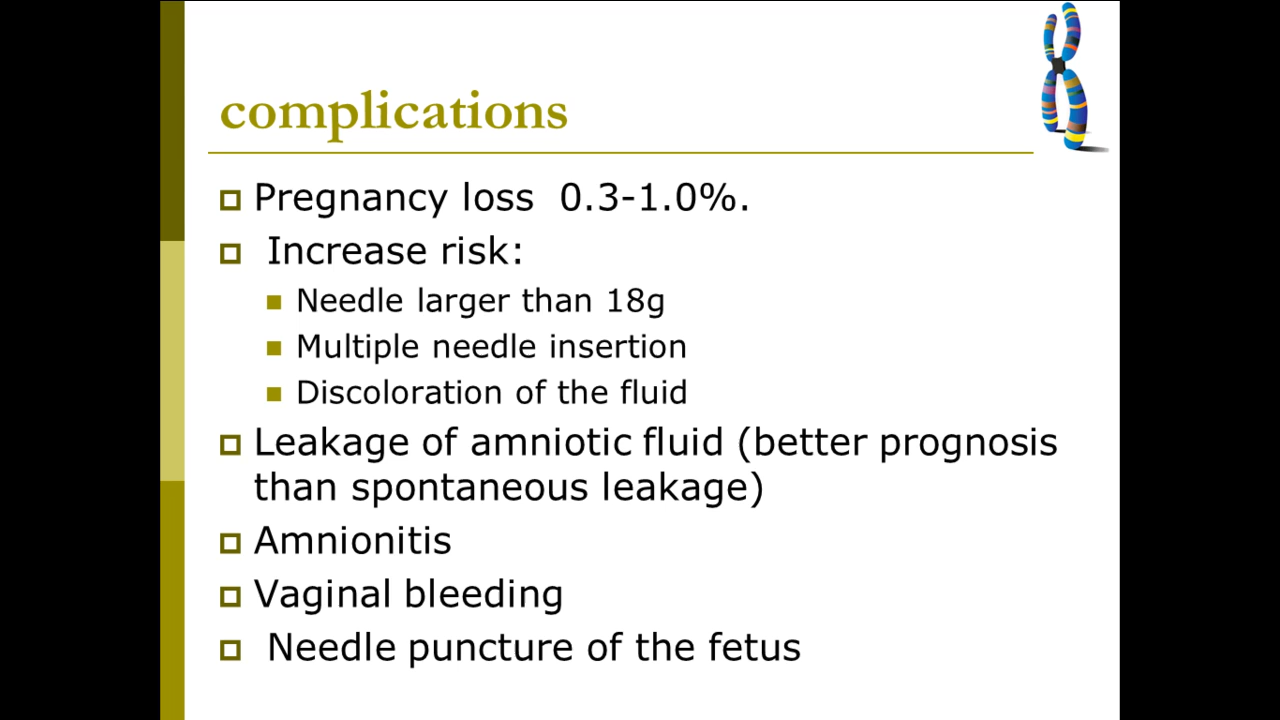 complications
Pregnancy loss 0.3-1.0%.
Increase risk:
Needle larger than 18g
Multiple needle insertion
Discoloration of the fluid
Leakage of amniotic fluid (better prognosis
than spontaneous leakage)
Amnionitis
Vaginal bleeding
Needle puncture of the fetus